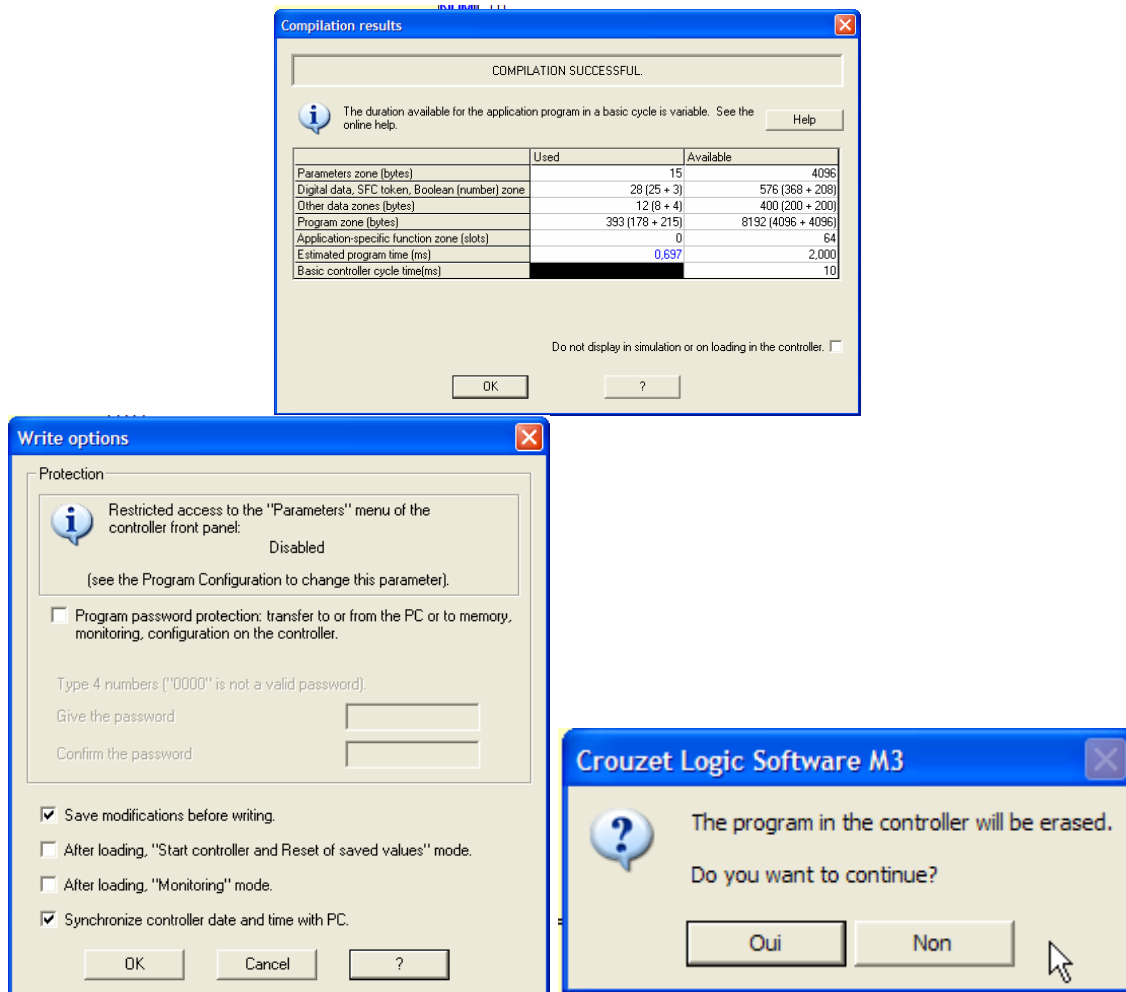 Compilation results
COMPILATION SUCCESSFUL.
The duration available for the application program in a basic cycle is variable. See the
online help.
Help
Used Available
Parameters zone (bytes) 15 4096
Digital data, SFC token, Boolean (number) zone 28 (25 + 3) 576 (368 + 208)
Other data zones (bytes) 12 (8 + 4) 400 (200 + 200)
Program zone (bytes) 393 (178 + 215) 8192 (4096 + 4096)
Application-specific function zone (slots) 0 64
Estimated program time (ms) 0,697 2,000
Basic controller cycle time(ms) 10
Do not display in simulation or on loading in the controller.
OK ?
Write options
Protection
Restricted access to the "Parameters" menu of the
controller front panel:
Disabled
(see the Program Configuration to change this parameter).
Program password protection: transfer to or from the PC or to memory,
monitoring, configuration on the controller.
Type 4 numbers ("0000" is not a valid password).
Give the password
Confirm the password
Save modifications before writing.
After loading, "Start controller and Reset of saved values" mode.
After loading, "Monitoring" mode.
Synchronize controller date and time with PC.
OK Cancel ?
Crouzet Logic Software M3
The program in the controller will be erased.
Do you want to continue?
Oui Non